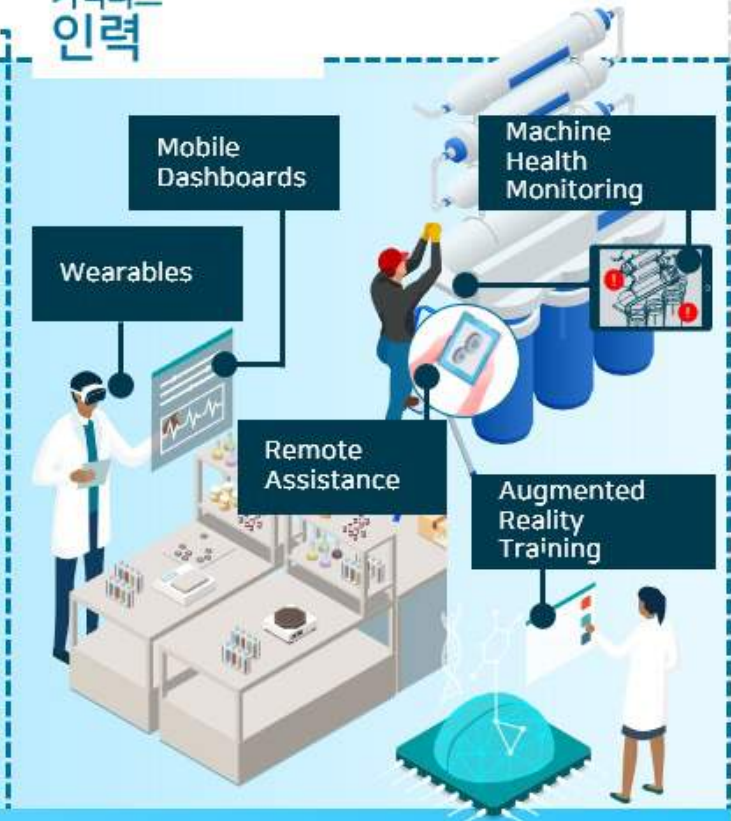 인력
Mobile
Dashboards
Machine
Health
Monitoring
Wearables
Remote
Assistance
Augmented
Reality
Training